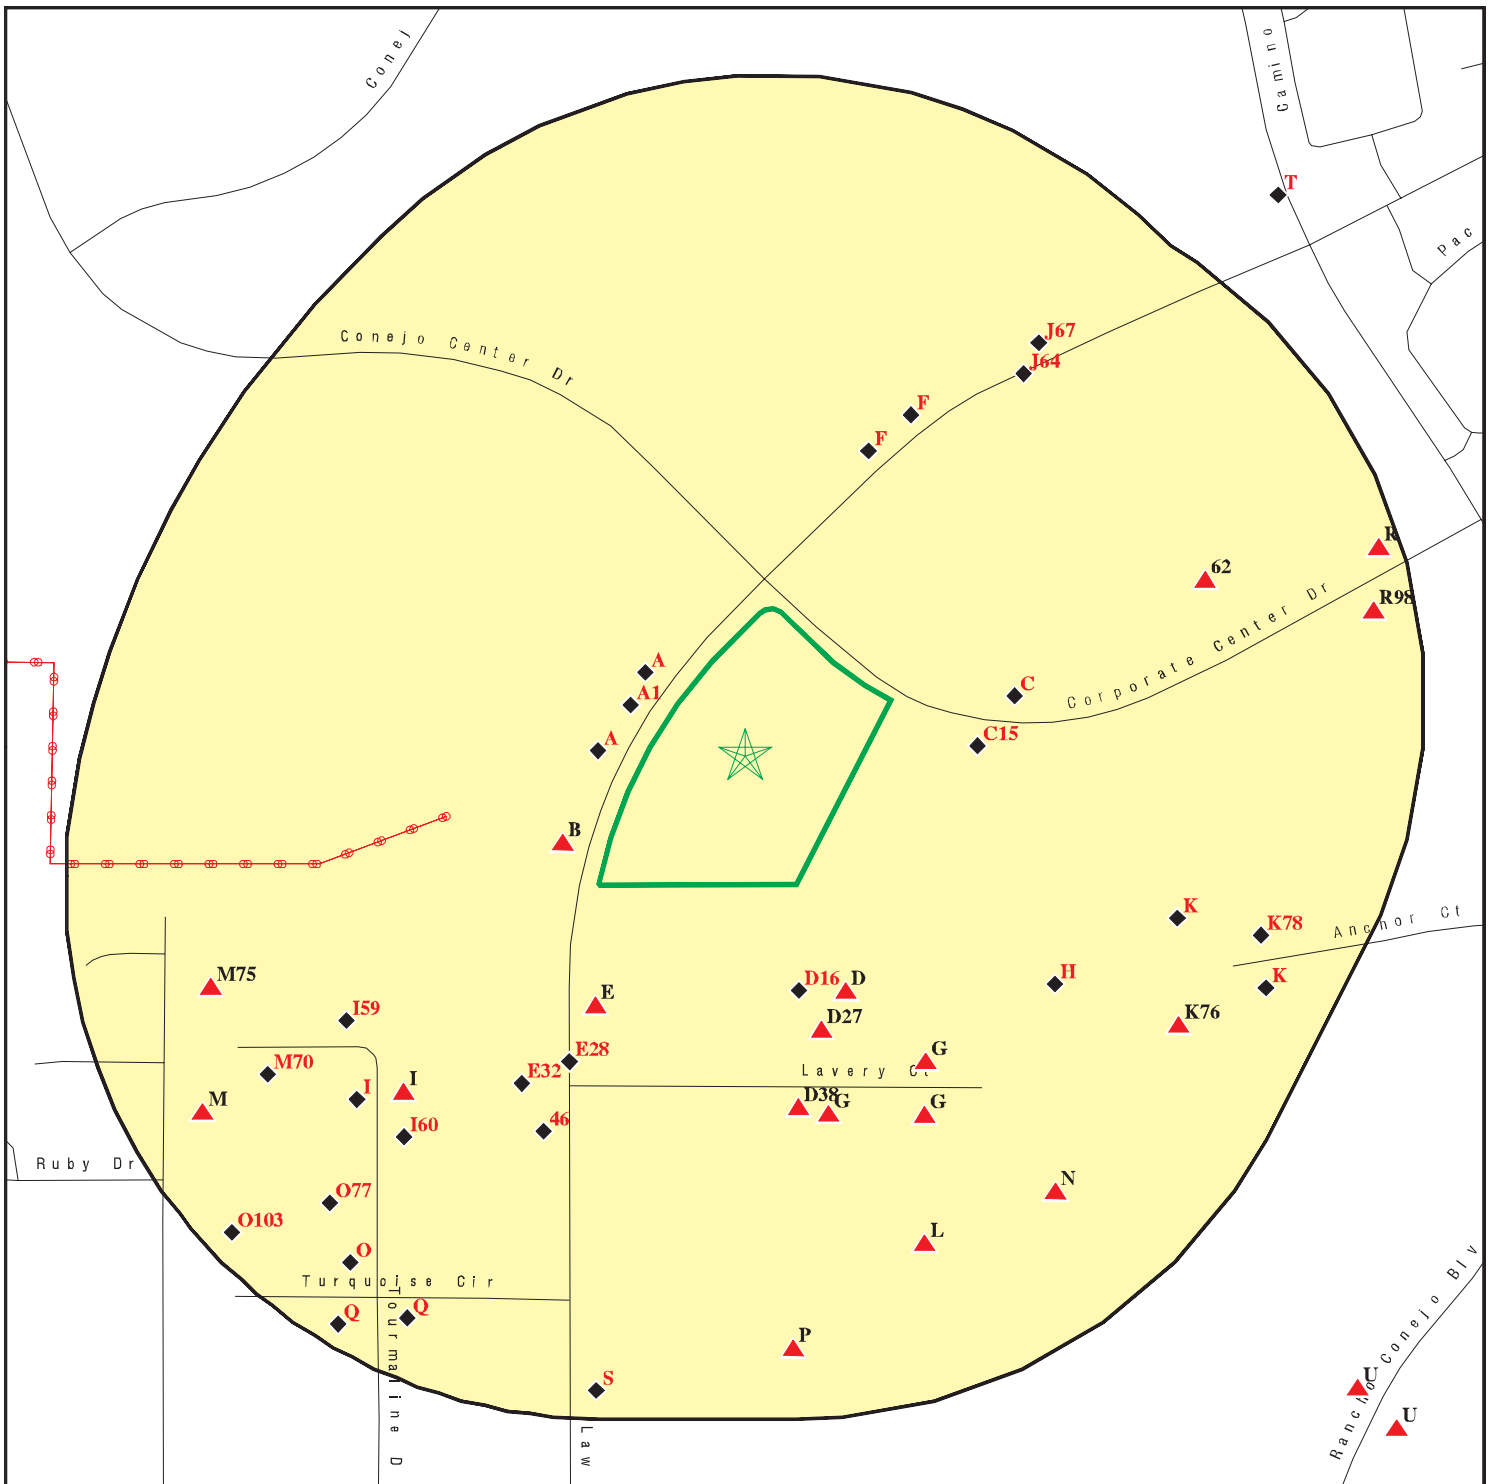 Conej
Camino
T
Pac
Conejo Center Dr
J67
J64
F
F
R
62
R98
Corporate Center Dr
A
A1
A
C
C15
B
K
K78
Anchor Ct
M75
I59
E
D16
D
D27
H
K
K76
M70
I
I
E28
E32
G
Lavery Ct
M
I60
46
D38
G
G
Ruby Dr
O77
O103
O
N
L
Turquoise Cir
Q
Q
Tourmaline D
P
S
Law
Rancho Conejo Blv
U
U